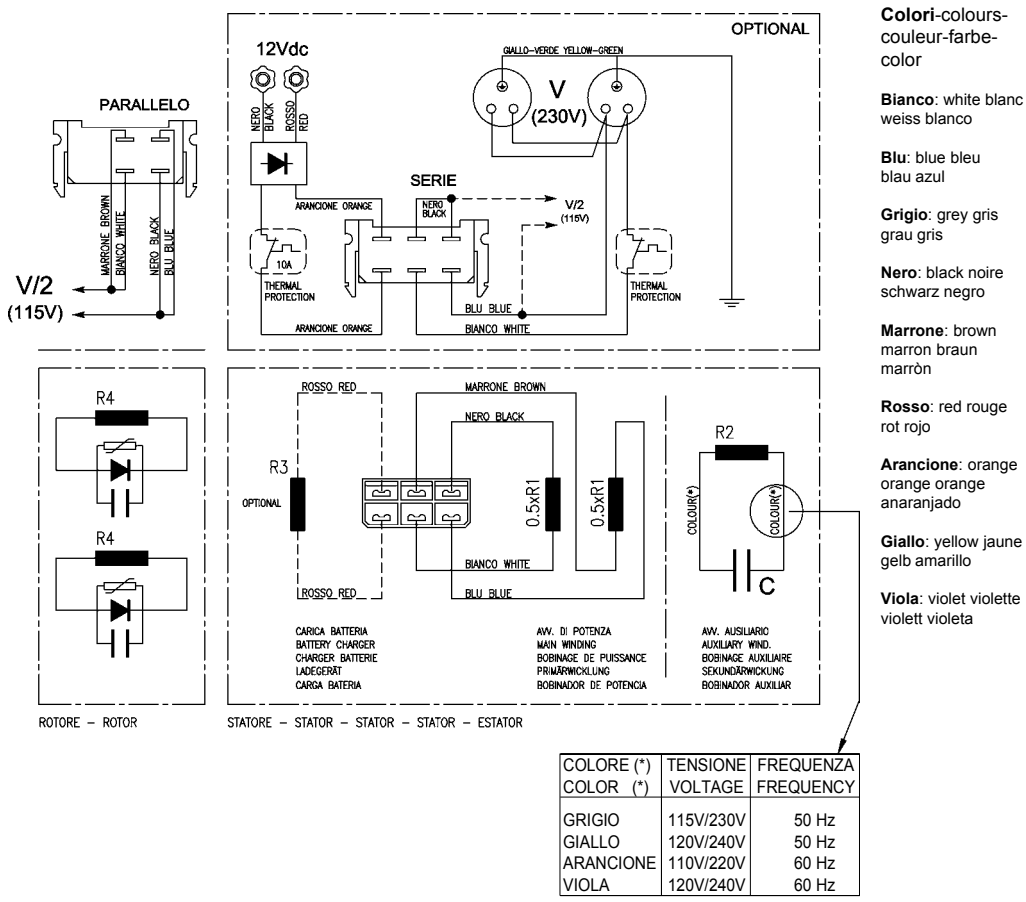 OPTIONAL
12Vdc
GIALLO-VERDE YELLOW-GREEN
V
(230V)
NERO
BLACK
ROSSO
RED
PARALLELO
MARRONE BROWN
BIANCO WHITE
NERO BLACK
BLU BLUE
V/2
(115V)
ARANCIONE ORANGE
SERIE
NERO
BLACK
V/2
(115V)
10A
THERMAL
PROTECTION
THERMAL
PROTECTION
BLU BLUE
ARANCIONE ORANGE
BIANCO WHITE
R4
R4
ROTORE – ROTOR
ROSSO RED
MARRONE BROWN
NERO BLACK
R3
OPTIONAL
0.5xR1
0.5xR1
R2
COLOUR(*)
COLOUR(*)
C
BIANCO WHITE
ROSSO RED
BLU BLUE
CARICA BATTERIA
BATTERY CHARGER
CHARGER BATTERIE
LADEGERÄT
CARGA BATERIA
AVV. DI POTENZA
MAIN WINDING
BOBINAGE DE PUISSANCE
PRIMÄRWICKLUNG
BOBINADOR DE POTENCIA
AVV. AUSILIARIO
AUXILIARY WIND.
BOBINAGE AUXILIAIRE
SEKUNDÄRWICKUNG
BOBINADOR AUXILIAR
STATORE – STATOR – STATOR – STATOR – ESTATOR
COLORE (*) TENSIONE FREQUENZA
COLOR (*) VOLTAGE FREQUENCY
GRIGIO 115V/230V 50 Hz
GIALLO 120V/240V 50 Hz
ARANCIONE 110V/220V 60 Hz
VIOLA 120V/240V 60 Hz
Colori-colours-
couleur-farbe-
color
Bianco: white blanc
weiss blanco
Blu: blue bleu
blau azul
Grigio: grey gris
grau gris
Nero: black noire
schwarz negro
Marrone: brown
marron braun
marròn
Rosso: red rouge
rot rojo
Arancione: orange
orange orange
anaranjado
Giallo: yellow jaune
gelb amarillo
Viola: violet violette
violett violeta